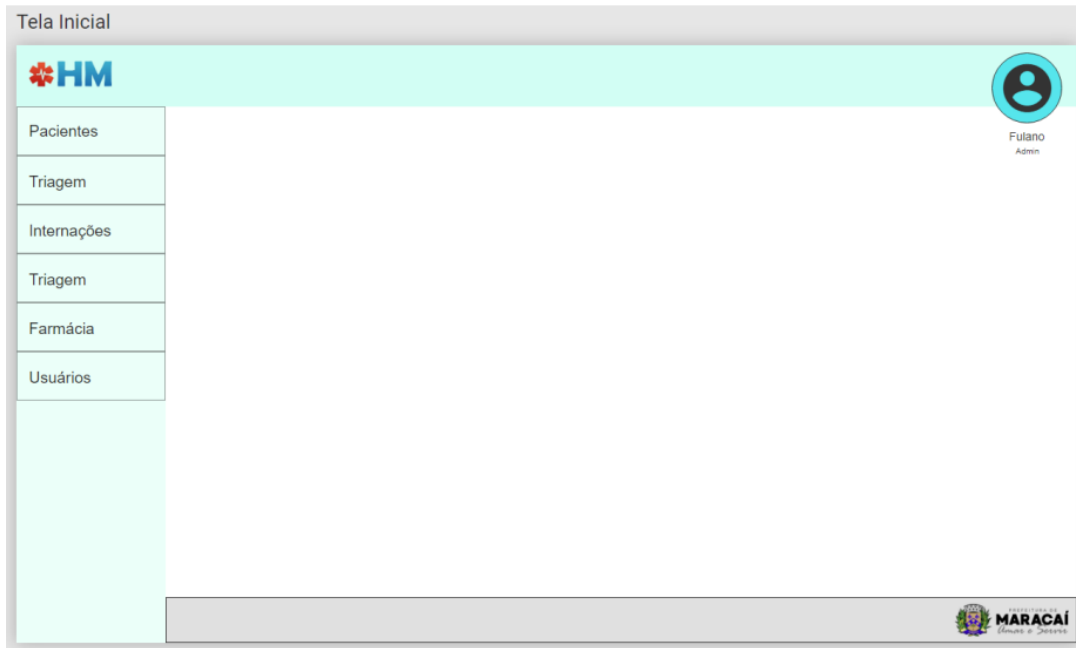 Tela Inicial
HM
Pacientes
Fulano
Admin
Triagem
Internações
Triagem
Farmácia
Usuários
PREFEITURA DE
MARACAÍ
Amar e Servir